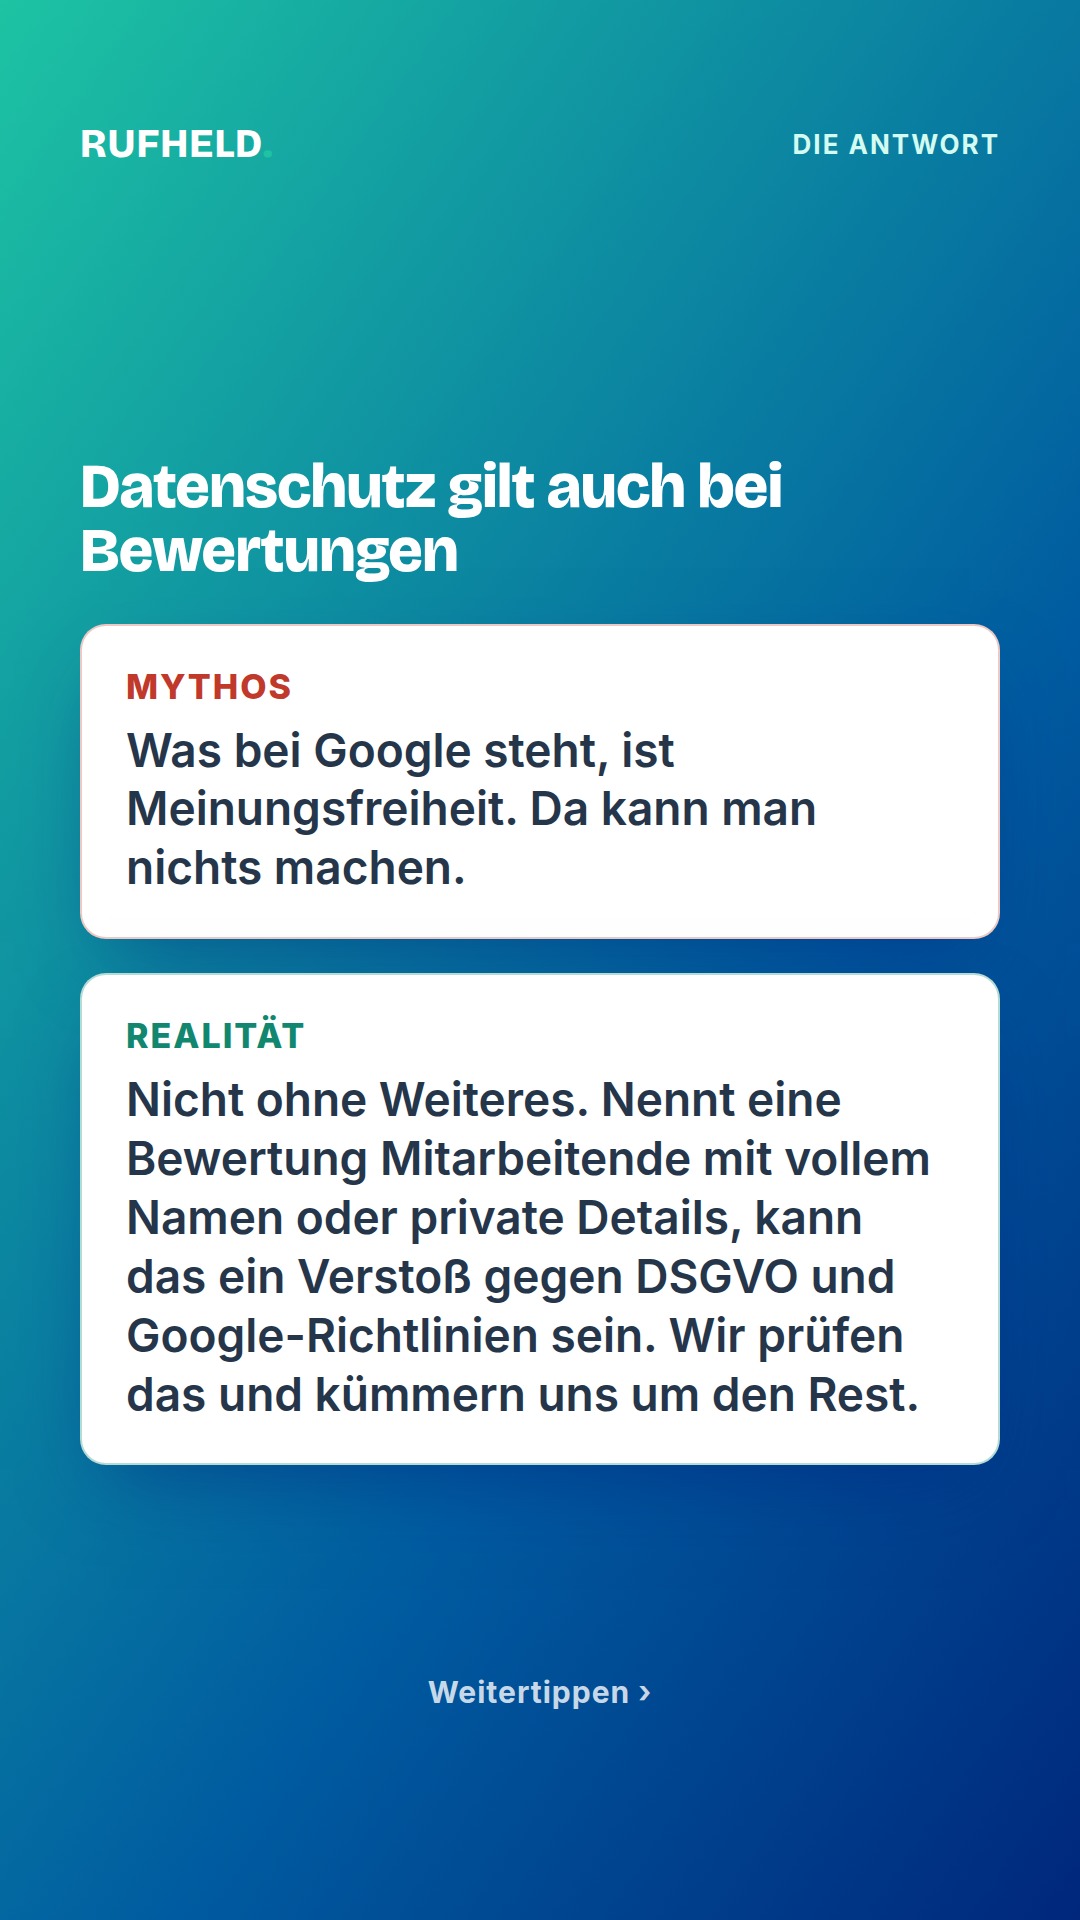 RUFHELD.
DIE ANTWORT
Datenschutz gilt auch bei
Bewertungen
MYTHOS
Was bei Google steht, ist
Meinungsfreiheit. Da kann man
nichts machen.
REALITÄT
Nicht ohne Weiteres. Nennt eine
Bewertung Mitarbeitende mit vollem
Namen oder private Details, kann
das ein Verstoß gegen DSGVO und
Google-Richtlinien sein. Wir prüfen
das und kümmern uns um den Rest.
Weitertippen ›